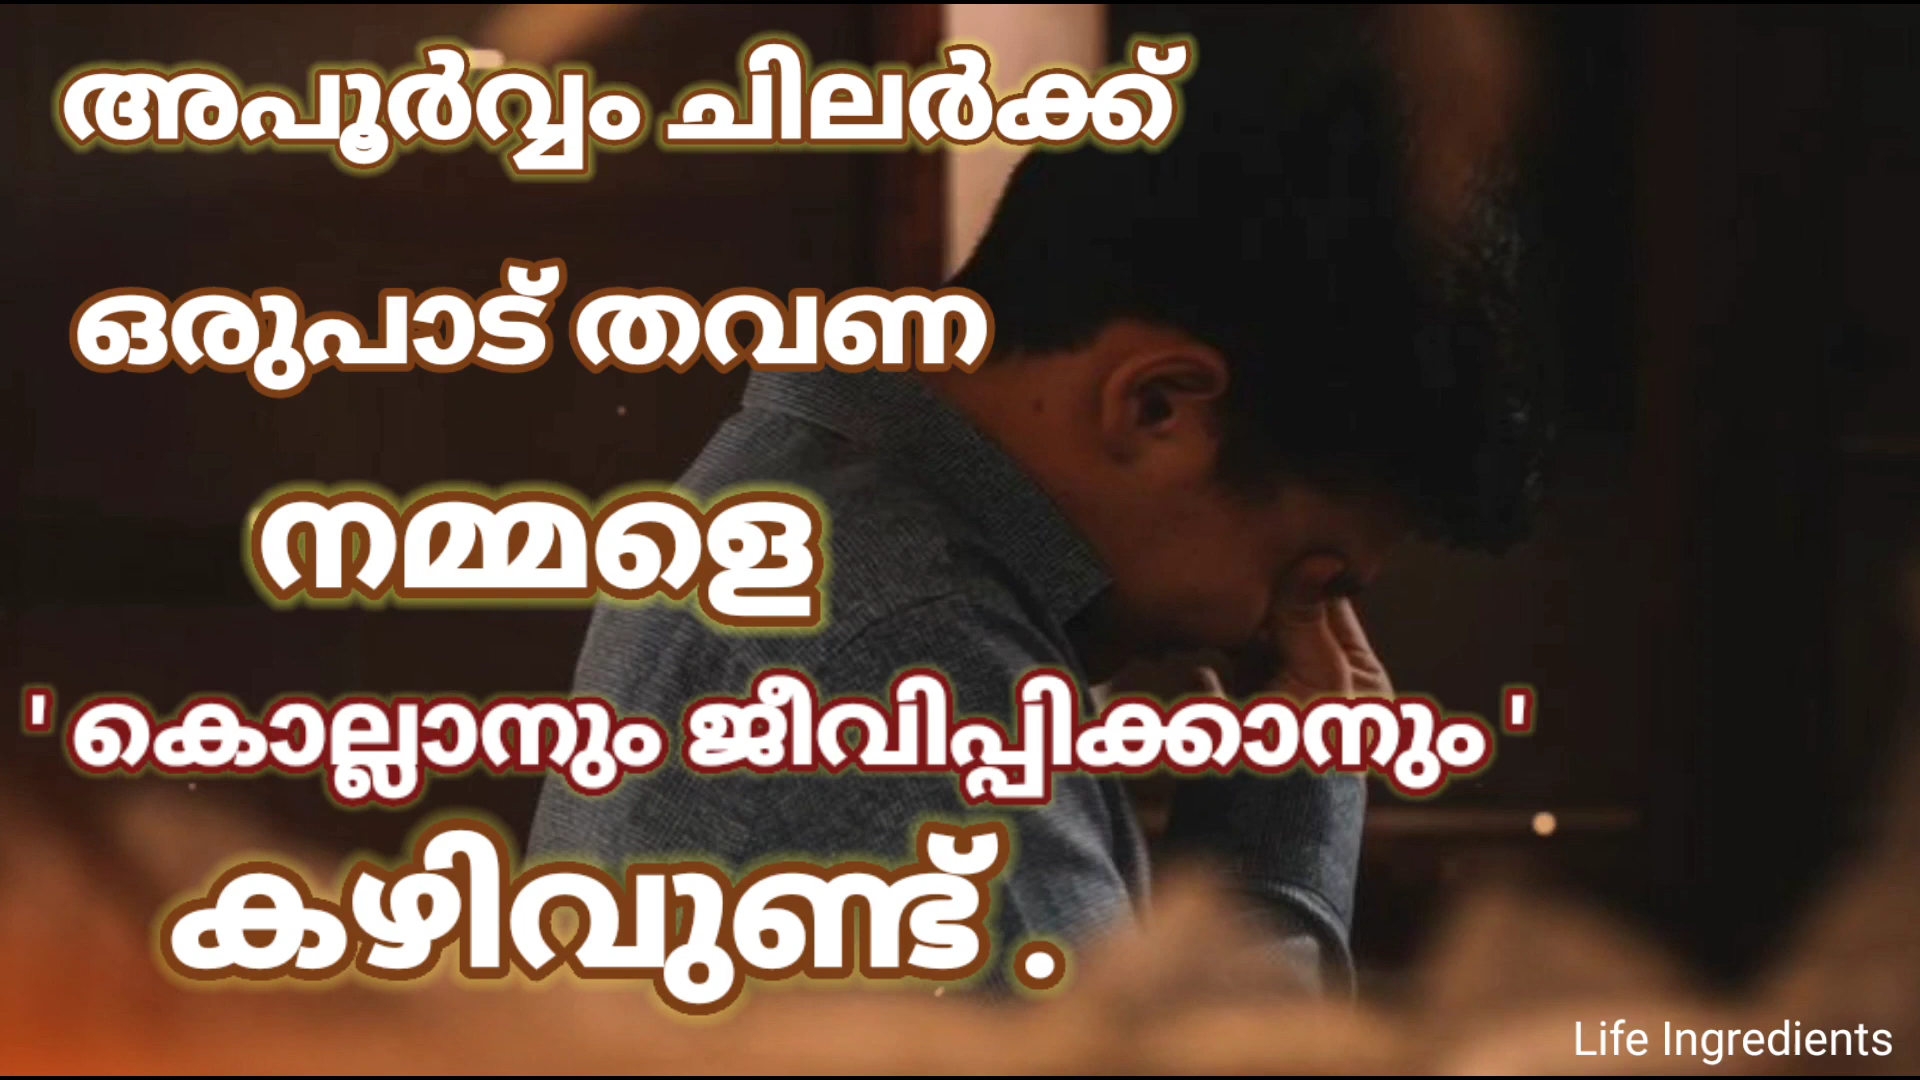 അപൂർവ്വം ചിലർക്ക്
ഒരുപാട് തവണ
നമ്മളെ
' കൊല്ലാനും ജീവിപ്പിക്കാനും '
കഴിവുണ്ട് .
Life Ingredients